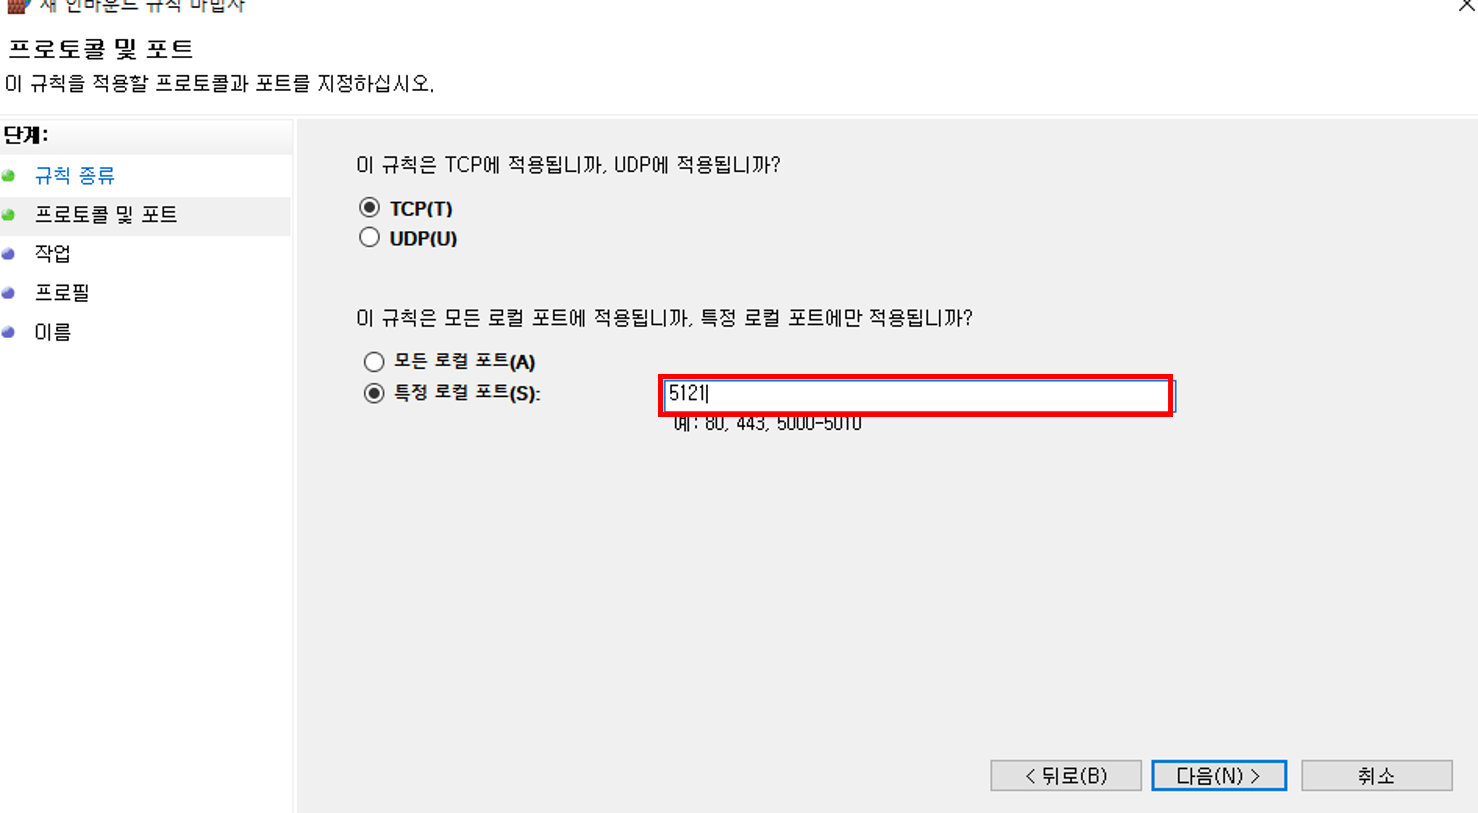 새 인바운드 규칙 마법사
프로토콜 및 포트
이 규칙을 적용할 프로토콜과 포트를 지정하십시오.
단계:
규칙 종류
프로토콜 및 포트
작업
프로필
이름
이 규칙은 TCP에 적용됩니까, UDP에 적용됩니까?
TCP(T)
UDP(U)
이 규칙은 모든 로컬 포트에 적용됩니까, 특정 로컬 포트에만 적용됩니까?
모든 로컬 포트(A)
특정 로컬 포트(S): 5121
예: 80, 443, 5000-5010
< 뒤로(B) 다음(N) > 취소